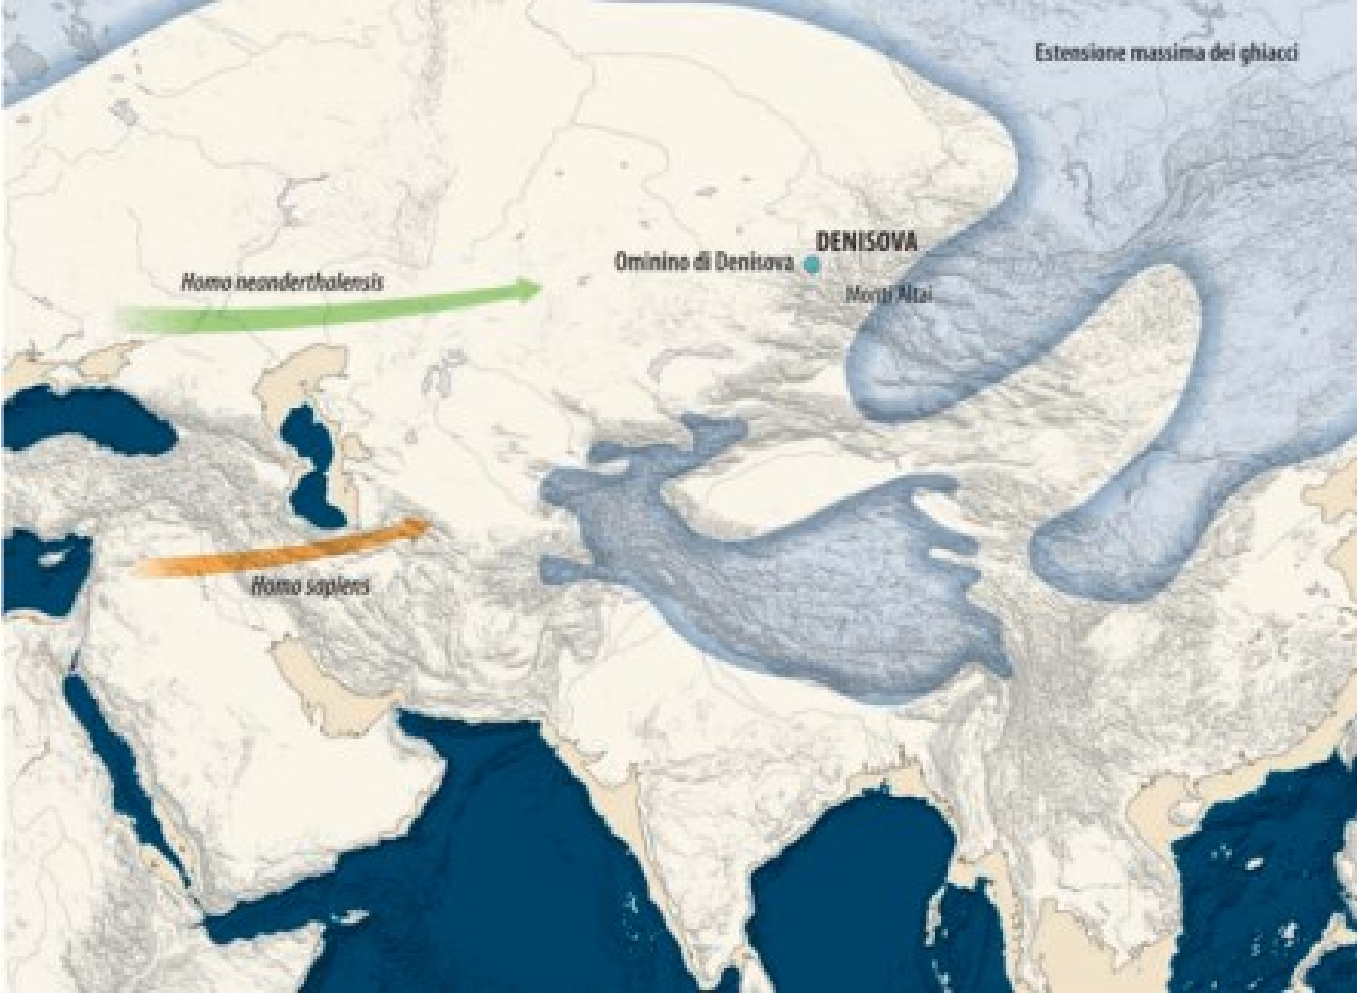 Estensione massima dei ghiacci
DENISOVA
Ominino di Denisova
Monti Altai
Homo neanderthalensis
Homo sapiens